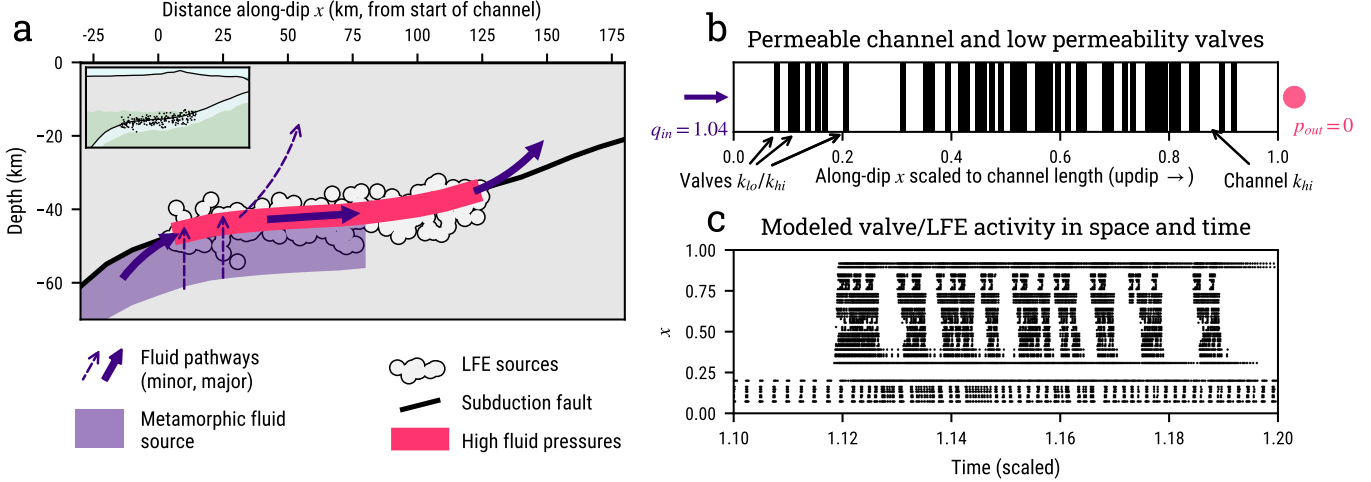 a
Distance along-dip x (km, from start of channel)
-25 0 25 50 75 100 125 150 175
Depth (km)
0
−20
−40
−60
Fluid pathways
(minor, major)
Metamorphic fluid
source
LFE sources
Subduction fault
High fluid pressures
b
Permeable channel and low permeability valves
q_in = 1.04
p_out = 0
0.0 0.2 0.4 0.6 0.8 1.0
Valves k_lo/k_hi
Along-dip x scaled to channel length (updip →)
Channel k_hi
c
Modeled valve/LFE activity in space and time
x
1.00
0.75
0.50
0.25
0.00
1.10 1.12 1.14 1.16 1.18 1.20
Time (scaled)